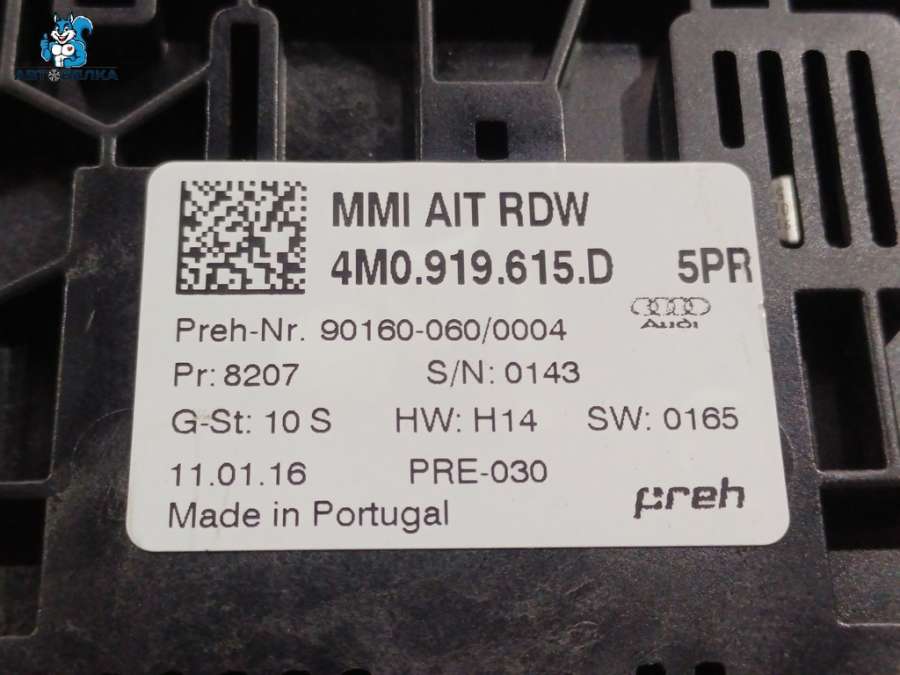 АВТОБЕЛКА
MMI AIT RDW
4M0.919.615.D 5PR
Audi
Preh-Nr. 90160-060/0004
Pr: 8207 S/N: 0143
G-St: 10 S HW: H14 SW: 0165
11.01.16 PRE-030
preh
Made in Portugal